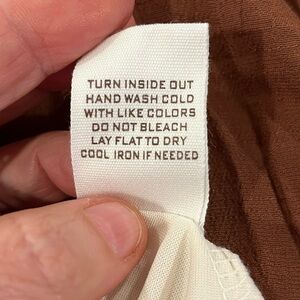 TURN INSIDE OUT
HAND WASH COLD
WITH LIKE COLORS
DO NOT BLEACH
LAY FLAT TO DRY
COOL IRON IF NEEDED